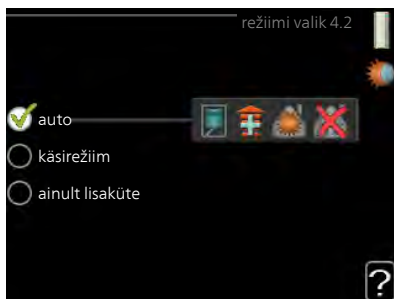 režiimi valik 4.2
auto
käsirežiim
ainult lisaküte
?